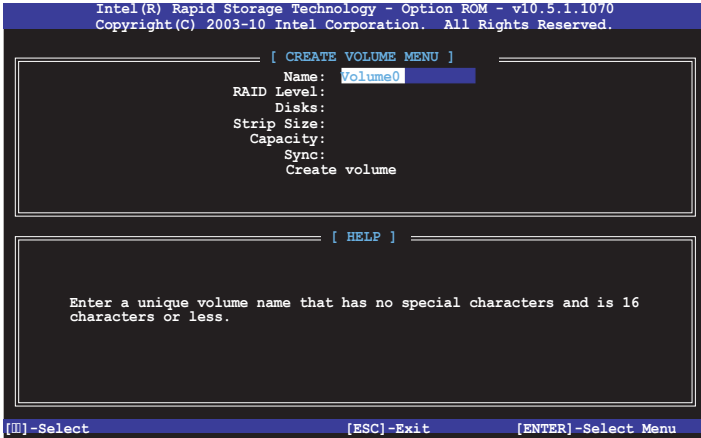 Intel(R) Rapid Storage Technology - Option ROM - v10.5.1.1070
Copyright(C) 2003-10 Intel Corporation. All Rights Reserved.
[ CREATE VOLUME MENU ]
Name: Volume0
RAID Level:
Disks:
Strip Size:
Capacity:
Sync:
Create volume
[ HELP ]
Enter a unique volume name that has no special characters and is 16
characters or less.
[▯▯]-Select [ESC]-Exit [ENTER]-Select Menu